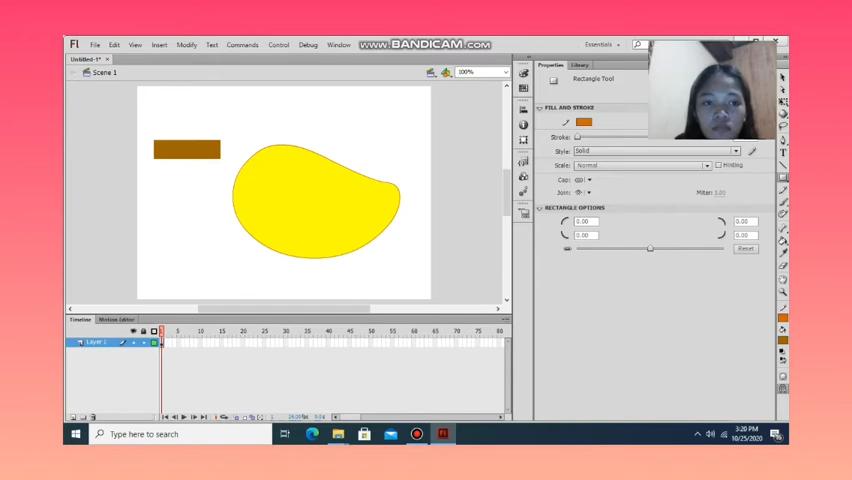 Fl File Edit View Insert Modify Text Commands Control Debug Window www.BANDICAM.com Essentials
Untitled-1*
Scene 1
100%
Properties Library
Rectangle Tool
FILL AND STROKE
Stroke:
Style: Solid
Scale: Normal Hinting
Cap:
Join: Miter: 3.00
RECTANGLE OPTIONS
0.00 0.00
0.00 0.00
Reset
Timeline Motion Editor
1 5 10 15 20 25 30 35 40 45 50 55 60 65 70 75 80
Layer 1
1
Type here to search
Fl
3:20 PM
10/25/2020